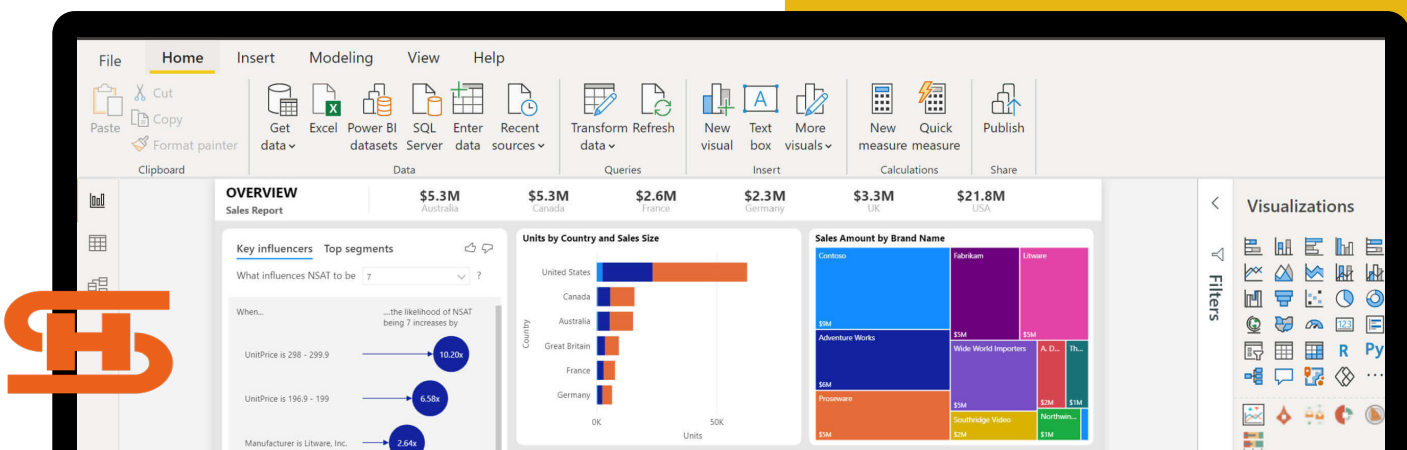 File Home Insert Modeling View Help
Cut
Copy
Format painter
Paste
Get data
Excel
Power BI datasets
SQL Server
Enter data
Recent sources
Transform data
Refresh
New visual
Text box
More visuals
New measure
Quick measure
Publish
Clipboard
Data
Queries
Insert
Calculations
Share
OVERVIEW
Sales Report
$5.3M
Australia
$5.3M
Canada
$2.6M
France
$2.3M
Germany
$3.3M
UK
$21.8M
USA
Key influencers Top segments
What influences NSAT to be 7 ?
When...
....the likelihood of NSAT
being 7 increases by
UnitPrice is 298 - 299.9
10.20x
UnitPrice is 196.9 - 199
6.58x
Manufacturer is Litware, Inc.
2.64x
Units by Country and Sales Size
Country
United States
Canada
Australia
Great Britain
France
Germany
0K 50K
Units
Sales Amount by Brand Name
Contoso
$9M
Adventure Works
$6M
Proseware
$5M
Fabrikam
$5M
Litware
$5M
Wide World Importers
$5M
A. D...
$2M
Th...
$1M
Southridge Video
$2M
Northwin...
$1M
Filters
Visualizations
123
R Py